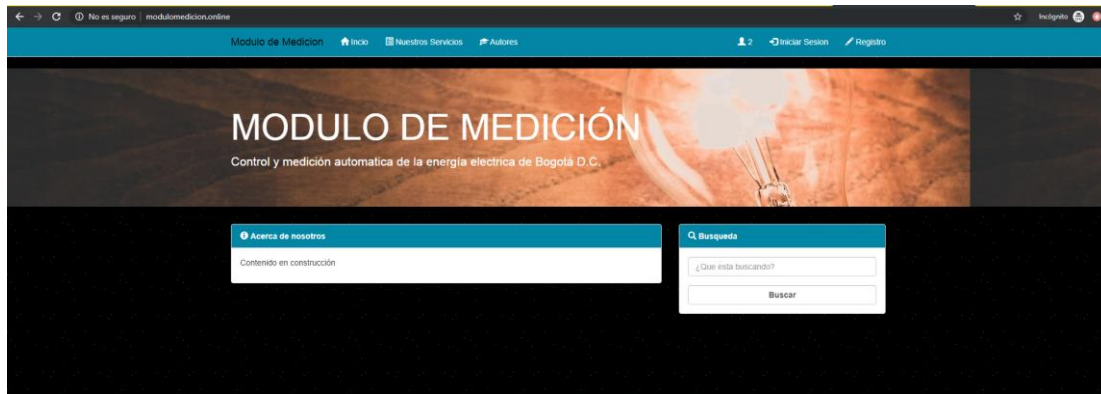 No es seguro | modulomedicion.online
Incógnito
Modulo de Medicion Incio Nuestros Servicios Autores 2 Iniciar Sesion Registro
MODULO DE MEDICIÓN
Control y medición automatica de la energía electrica de Bogotá D.C.
Acerca de nosotros
Contenido en construcción
Busqueda
¿Que esta buscando?
Buscar